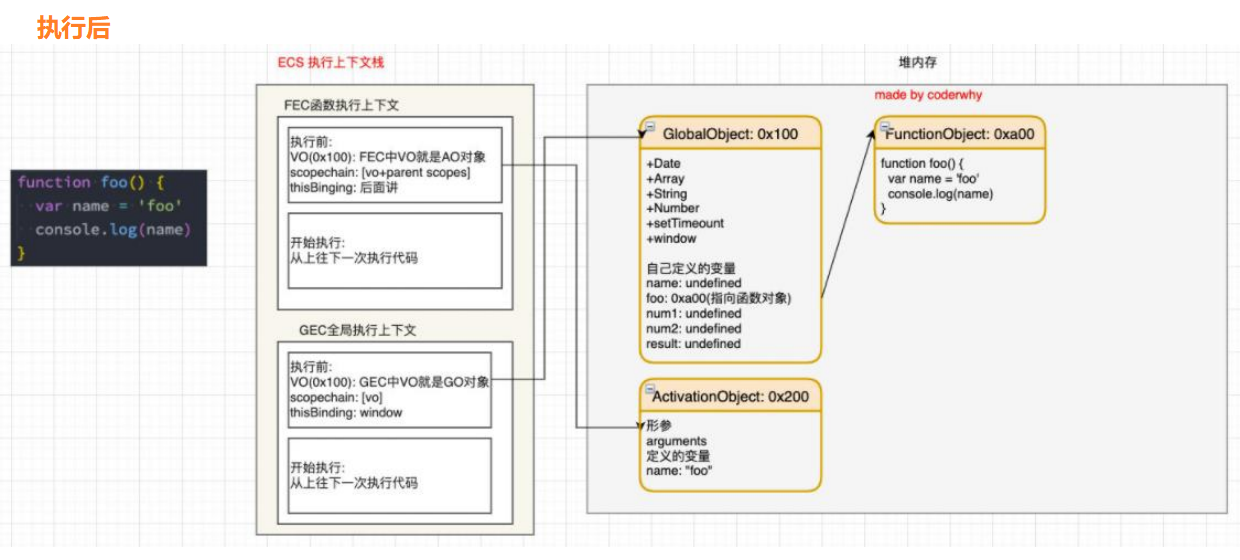 执行后
ECS 执行上下文栈
堆内存
made by coderwhy
function foo() {
var name = 'foo'
console.log(name)
}
FEC函数执行上下文
执行前:
VO(0x100): FEC中VO就是AO对象
scopechain: [vo+parent scopes]
thisBinging: 后面讲
开始执行:
从上往下一次执行代码
GEC全局执行上下文
执行前:
VO(0x100): GEC中VO就是GO对象
scopechain: [vo]
thisBinding: window
开始执行:
从上往下一次执行代码
GlobalObject: 0x100
+Date
+Array
+String
+Number
+setTimeount
+window
自己定义的变量
name: undefined
foo: 0xa00(指向函数对象)
num1: undefined
num2: undefined
result: undefined
ActivationObject: 0x200
形参
arguments
定义的变量
name: "foo"
FunctionObject: 0xa00
function foo() {
var name = 'foo'
console.log(name)
}